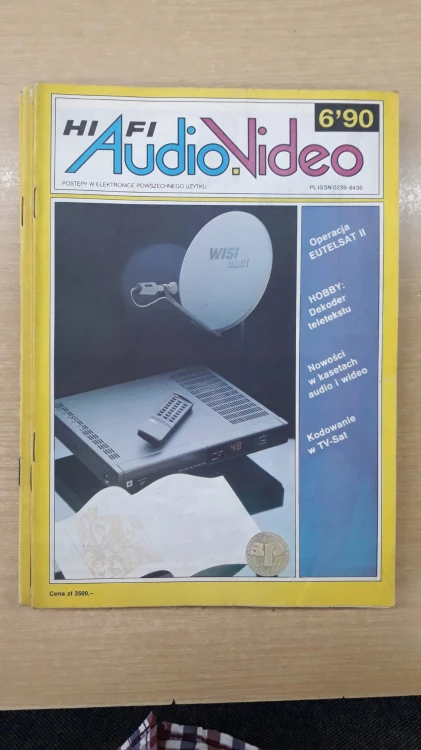 6'90
HI FI
Audio.Video
POSTĘPY W ELEKTRONICE POWSZECHNEGO UŻYTKU
PL ISSN 0239-8435
WISI
Operacja
EUTELSAT II
HOBBY:
Dekoder
teletekstu
Nowości
w kasetach
audio i wideo
Kodowanie
w TV-Sat
48
Cena zł 3500,-